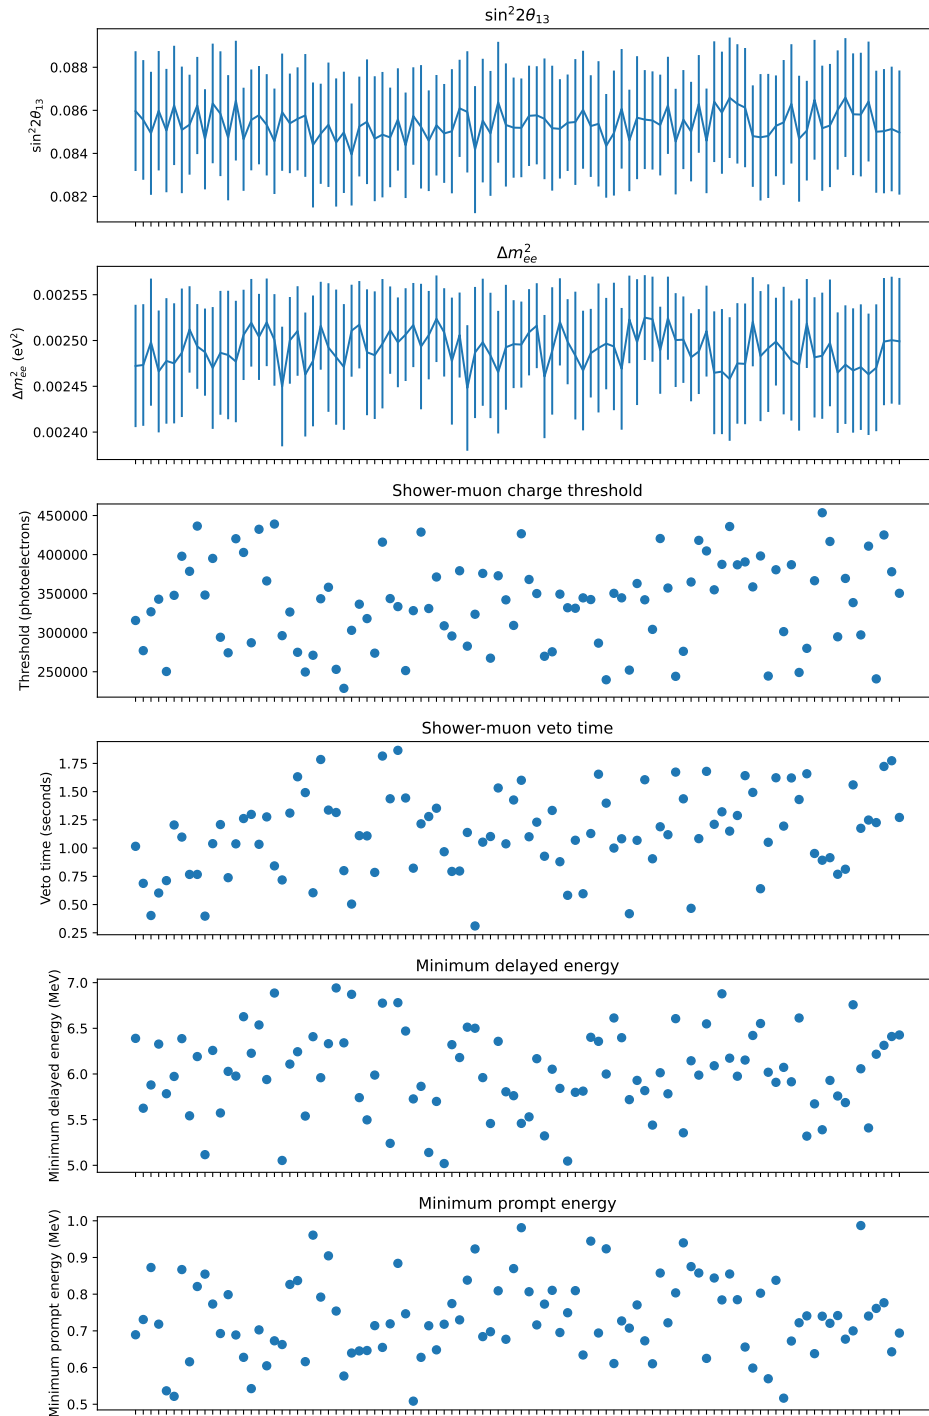 sin²2θ₁₃
0.088
0.086
0.084
0.082
sin²2θ₁₃
Δm²ₑₑ
0.00255
0.00250
0.00245
0.00240
Δm²ₑₑ (eV²)
Shower-muon charge threshold
450000
400000
350000
300000
250000
Threshold (photoelectrons)
Shower-muon veto time
1.75
1.50
1.25
1.00
0.75
0.50
0.25
Veto time (seconds)
Minimum delayed energy
7.0
6.5
6.0
5.5
5.0
Minimum delayed energy (MeV)
Minimum prompt energy
1.0
0.9
0.8
0.7
0.6
0.5
Minimum prompt energy (MeV)